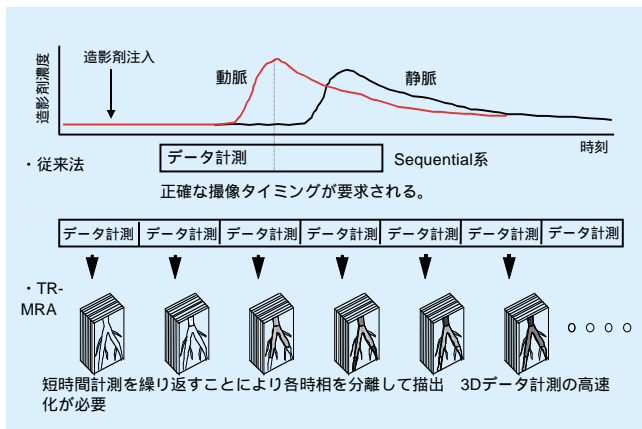 造影剤濃度
造影剤注入
動脈
静脈
時刻
・従来法
データ計測
Sequential系
正確な撮像タイミングが要求される。
データ計測 データ計測 データ計測 データ計測 データ計測 データ計測 データ計測
・TR-
MRA
短時間計測を繰り返すことにより各時相を分離して描出 3Dデータ計測の高速
化が必要